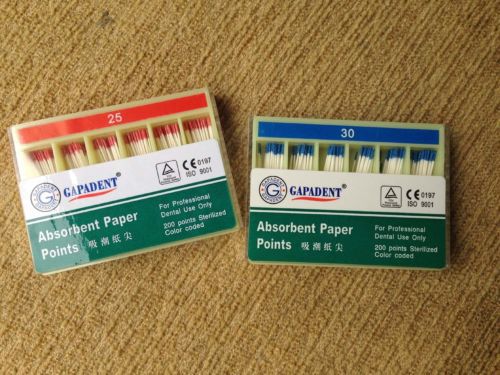 25
GAPADENT®
CE 0197
ISO 9001
Absorbent Paper
Points 吸潮纸尖
For Professional
Dental Use Only
200 points Sterilized
Color coded
30
GAPADENT®
CE 0197
ISO 9001
Absorbent Paper
Points 吸潮纸尖
For Professional
Dental Use Only
200 points Sterilized
Color coded